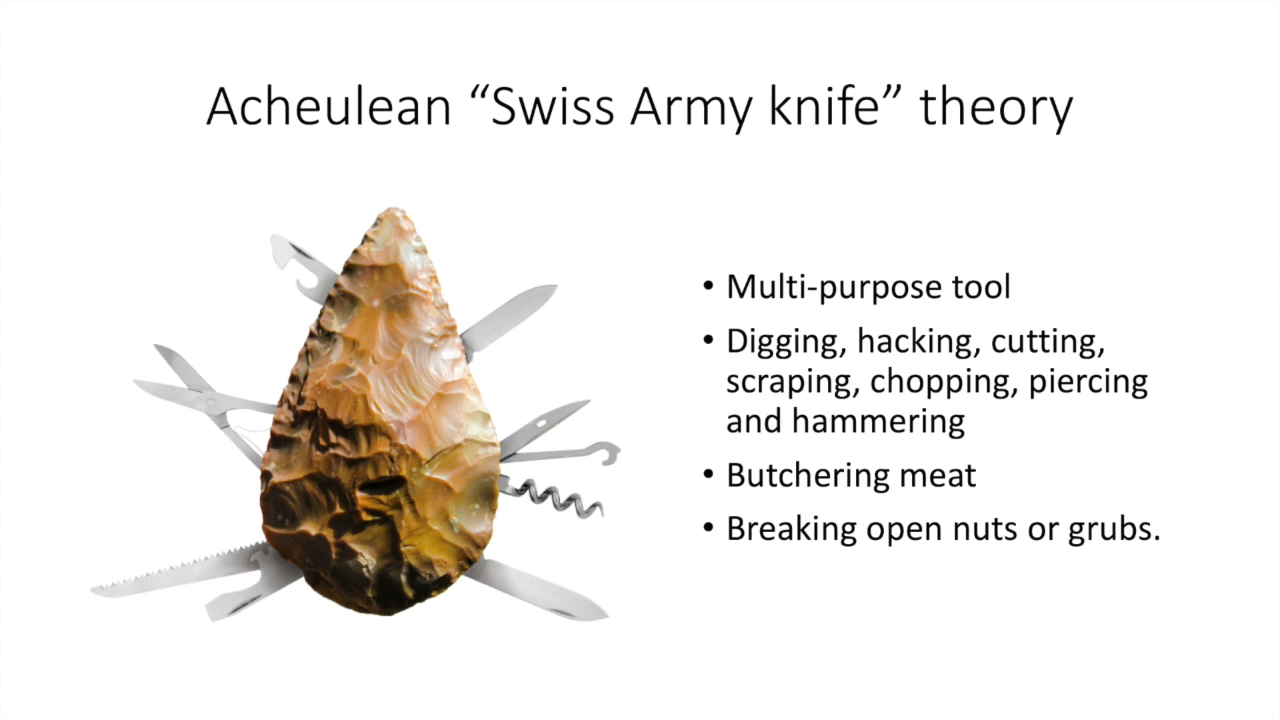 Acheulean “Swiss Army knife” theory
• Multi-purpose tool
• Digging, hacking, cutting,
scraping, chopping, piercing
and hammering
• Butchering meat
• Breaking open nuts or grubs.